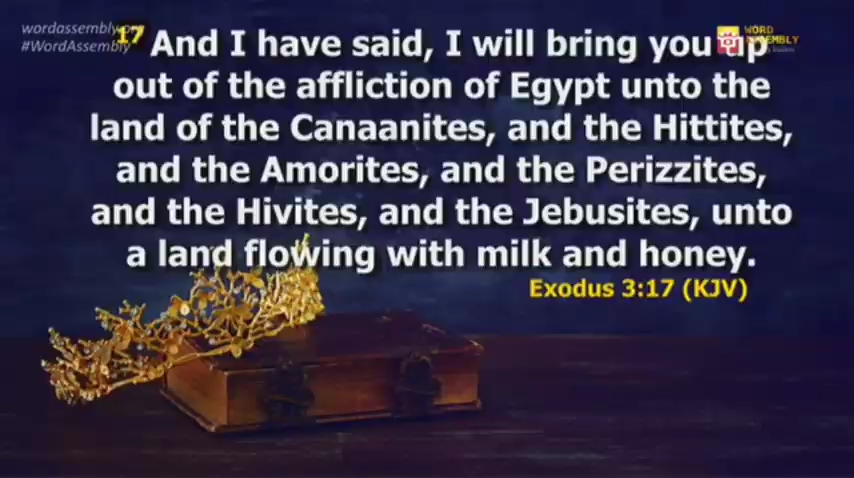 wordassembly.org
#WordAssembly
17 And I have said, I will bring you up
out of the affliction of Egypt unto the
land of the Canaanites, and the Hittites,
and the Amorites, and the Perizzites,
and the Hivites, and the Jebusites, unto
a land flowing with milk and honey.
Exodus 3:17 (KJV)
WORD
ASSEMBLY